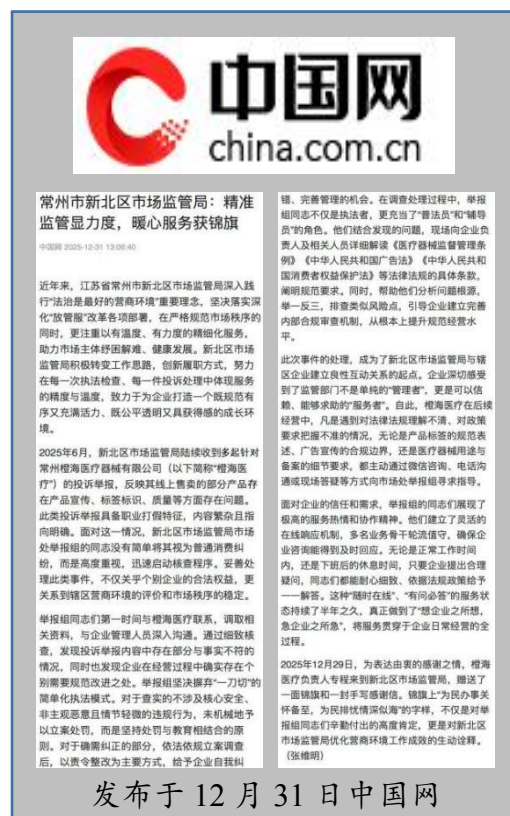 中国网
china.com.cn
常州市新北区市场监管局：精准
监管显力度，暖心服务获锦旗
中国网 2025-12-31 13:06:40
近年来，江苏省常州市新北区市场监管局深入践
行“法治是最好的营商环境”重要理念，坚决落实深
化“放管服”改革各项部署，在严格规范市场秩序的
同时，更注重以有温度、有力度的精细化服务，
助力市场主体纾困解难、健康发展。新北区市场
监管局积极转变工作思路，创新履职方式，努力
在每一次执法检查、每一件投诉处理中体现服务
的精度与温度，致力于为企业打造一个既规范有
序又充满活力、既公平透明又具获得感的成长环
境。
2025年6月，新北区市场监管局陆续收到多起针对
常州橙海医疗器械有限公司（以下简称“橙海医
疗”）的投诉举报，反映其线上售卖的部分产品存
在产品宣传、标签标识、质量等方面存在问题。
此类投诉举报具备职业打假特征，内容繁杂且指
向明确。面对这一情况，新北区市场监管局市场
处举报组的同志没有简单将其视为普通消费纠
纷，而是高度重视，迅速启动核查程序。妥善处
理此类事件，不仅关乎个别企业的合法权益，更
关系到辖区营商环境的评价和市场秩序的稳定。
举报组同志们第一时间与橙海医疗联系，调取相
关资料，与企业管理人员深入沟通。通过细致核
查，发现投诉举报内容中存在部分与事实不符的
情况，同时也发现企业在经营过程中确实存在个
别需要规范改进之处。举报组坚决摒弃“一刀切”的
简单化执法模式。对于查实的不涉及核心安全、
非主观恶意且情节轻微的违规行为，未机械地予
以立案处罚，而是坚持处罚与教育相结合的原
则。对于确需纠正的部分，依法依规立案调查
后，以责令整改为主要方式，给予企业自我纠
错、完善管理的机会。在调查处理过程中，举报
组同志不仅是执法者，更充当了“普法员”和“辅导
员”的角色。他们结合发现的问题，现场向企业负
责人及相关人员详细解读《医疗器械监督管理条
例》《中华人民共和国广告法》《中华人民共和
国消费者权益保护法》等法律法规的具体条款，
阐明规范要求。同时，帮助他们分析问题根源，
举一反三，排查类似风险点，引导企业建立完善
内部合规审查机制，从根本上提升规范经营水
平。
此次事件的处理，成为了新北区市场监管局与辖
区企业建立良性互动关系的起点。企业深切感受
到了监管部门不是单纯的“管理者”，更是可以信
赖、能够求助的“服务者”。自此，橙海医疗在后续
经营中，凡是遇到对法律法规理解不清、对政策
要求把握不准的情况，无论是产品标签的规范表
述、广告宣传的合规边界，还是医疗器械用途与
备案的细节要求，都主动通过微信咨询、电话沟
通或现场答疑等方式向市场处举报组寻求指导。
面对企业的信任和需求，举报组的同志们展现了
极高的服务热情和协作精神。他们建立了灵活的
在线响应机制，多名业务骨干轮流值守，确保企
业咨询能得到及时回应。无论是正常工作时间
内，还是下班后的休息时间，只要企业提出合理
疑问，同志们都能耐心细致、依据法规政策给予
一一解答。这种“随时在线”、“有问必答”的服务状
态持续了半年之久，真正做到了“想企业之所想，
急企业之所急”，将服务贯穿于企业日常经营的全
过程。
2025年12月29日，为表达由衷的感谢之情，橙海
医疗负责人专程来到新北区市场监管局，赠送了
一面锦旗和一封手写感谢信。锦旗上“为民办事关
怀备至，为民排忧情深似海”的字样，不仅是对举
报组同志们辛勤付出的高度肯定，更是对新北区
市场监管局优化营商环境工作成效的生动诠释。
（张维明）
发布于 12 月 31 日中国网